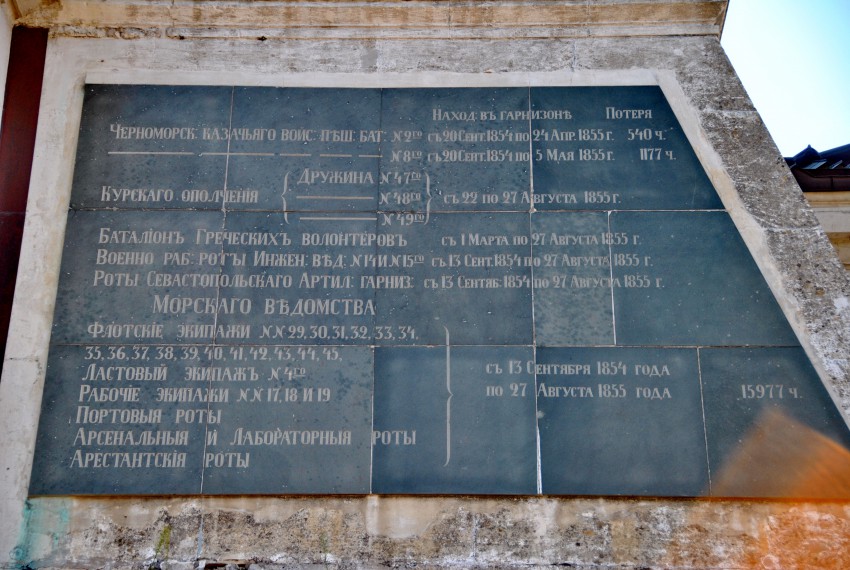 Наход. въ гарнизонѣ Потеря
Черноморск. казачьяго войс: пѣш: бат: №2го съ 20 Сент. 1854 по 24 Апр 1855 г. 540 ч.
№8го съ 20 Сент. 1854 по 5 Мая 1855 г. 1177 ч.
Дружина №47го
Курскаго ополченія №48го съ 22 по 27 Августа 1855 г.
№49го
Баталіон Греческихъ волонтеровъ съ 1 Марта по 27 Августа 1855 г.
Военно раб: роты Инжен: вѣд: №14 и №15го съ 13 Сент. 1854 по 27 Августа 1855 г.
Роты Севастопольскаго Артил: гарниз: съ 13 Сентяб: 1854 по 27 Августа 1855 г.
Морскаго Вѣдомства
Флотскіе экипажи N.N 29, 30, 31, 32, 33, 34,
35, 36, 37, 38, 39, 40, 41, 42, 43, 44, 45,
Ластовый экипажъ №4го съ 13 Сентября 1854 года
Рабочіе экипажи N.N 17, 18 и 19 по 27 Августа 1855 года 15977 ч.
Портовыя роты
Арсенальныя и Лабораторныя роты
Арестантскія роты